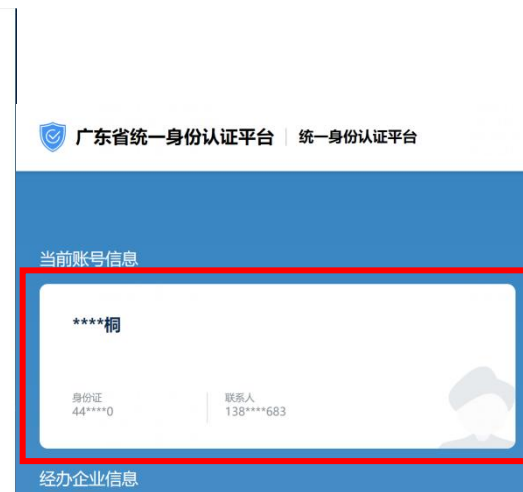 广东省统一身份认证平台 统一身份认证平台
当前账号信息
****桐
身份证 联系人
44****0 138****683
经办企业信息